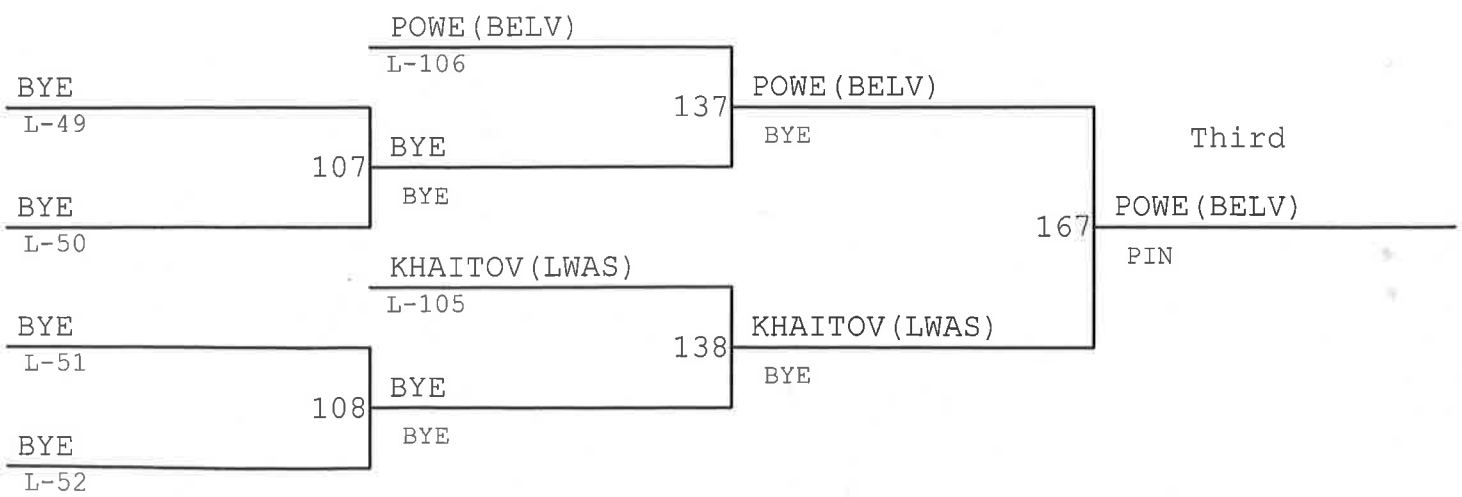 POWE(BELV)
L-106
BYE
L-49
137
POWE(BELV)
BYE
Third
107
BYE
BYE
BYE
L-50
167
POWE(BELV)
PIN
KHAITOV(LWAS)
L-105
BYE
L-51
138
KHAITOV(LWAS)
BYE
108
BYE
BYE
BYE
L-52